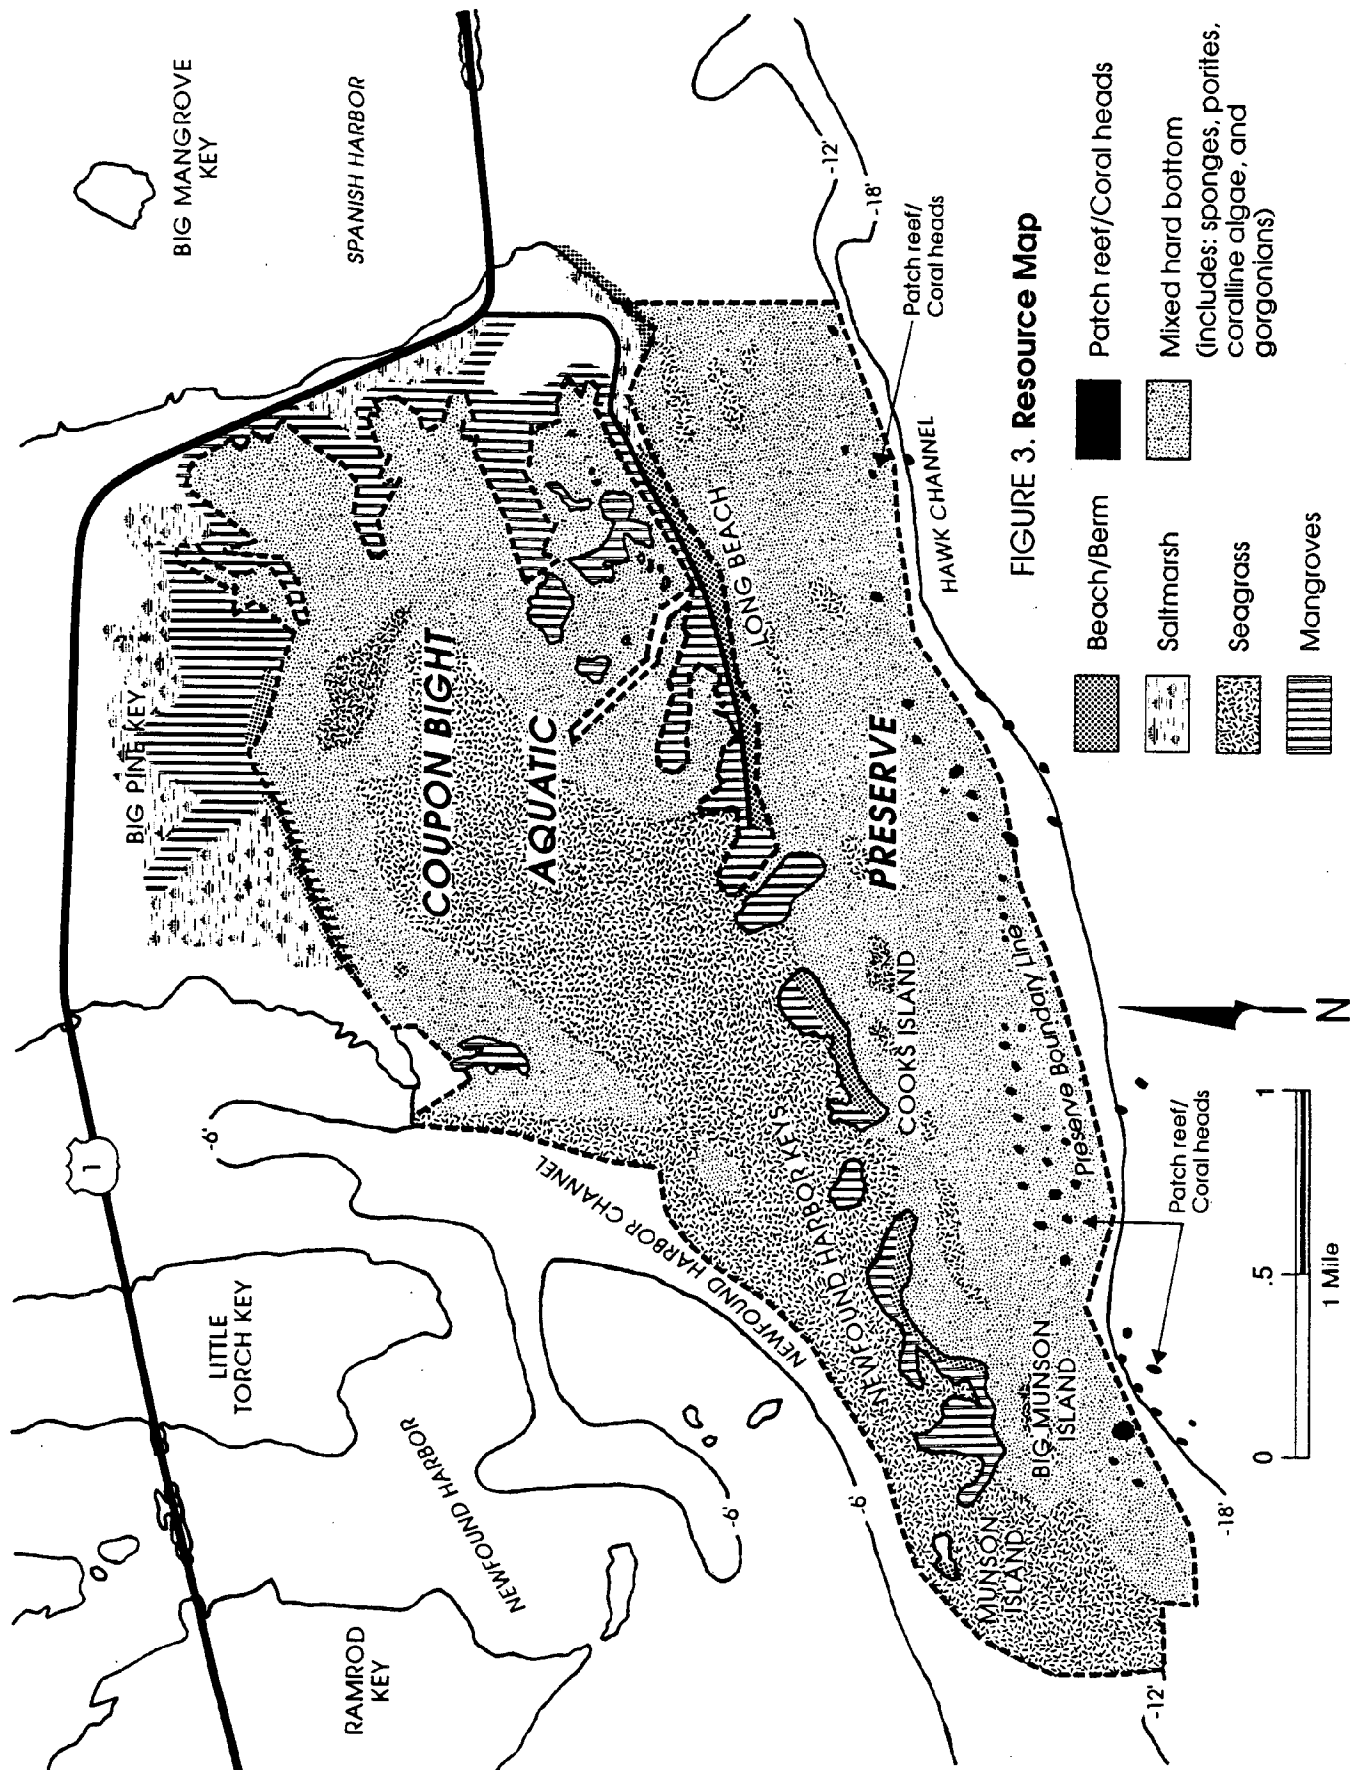 BIG MANGROVE
KEY
SPANISH HARBOR
BIG PINE KEY
1
LITTLE
TORCH KEY
RAMROD
KEY
NEWFOUND HARBOR
-6'
-6'
-6'
NEWFOUND HARBOR CHANNEL
NEWFOUND HARBOR KEYS
COUPON BIGHT
AQUATIC
PRESERVE
LONG BEACH
COOKS ISLAND
BIG MUNSON
ISLAND
MUNSON
ISLAND
HAWK CHANNEL
Preserve Boundary Line
Patch reef/
Coral heads
Patch reef/
Coral heads
-12'
-18'
-12'
-18'
N
0
.5
1
1 Mile
FIGURE 3. Resource Map
Beach/Berm
Saltmarsh
Seagrass
Mangroves
Patch reef/Coral heads
Mixed hard bottom
(includes: sponges, porites,
coralline algae, and
gorgonians)